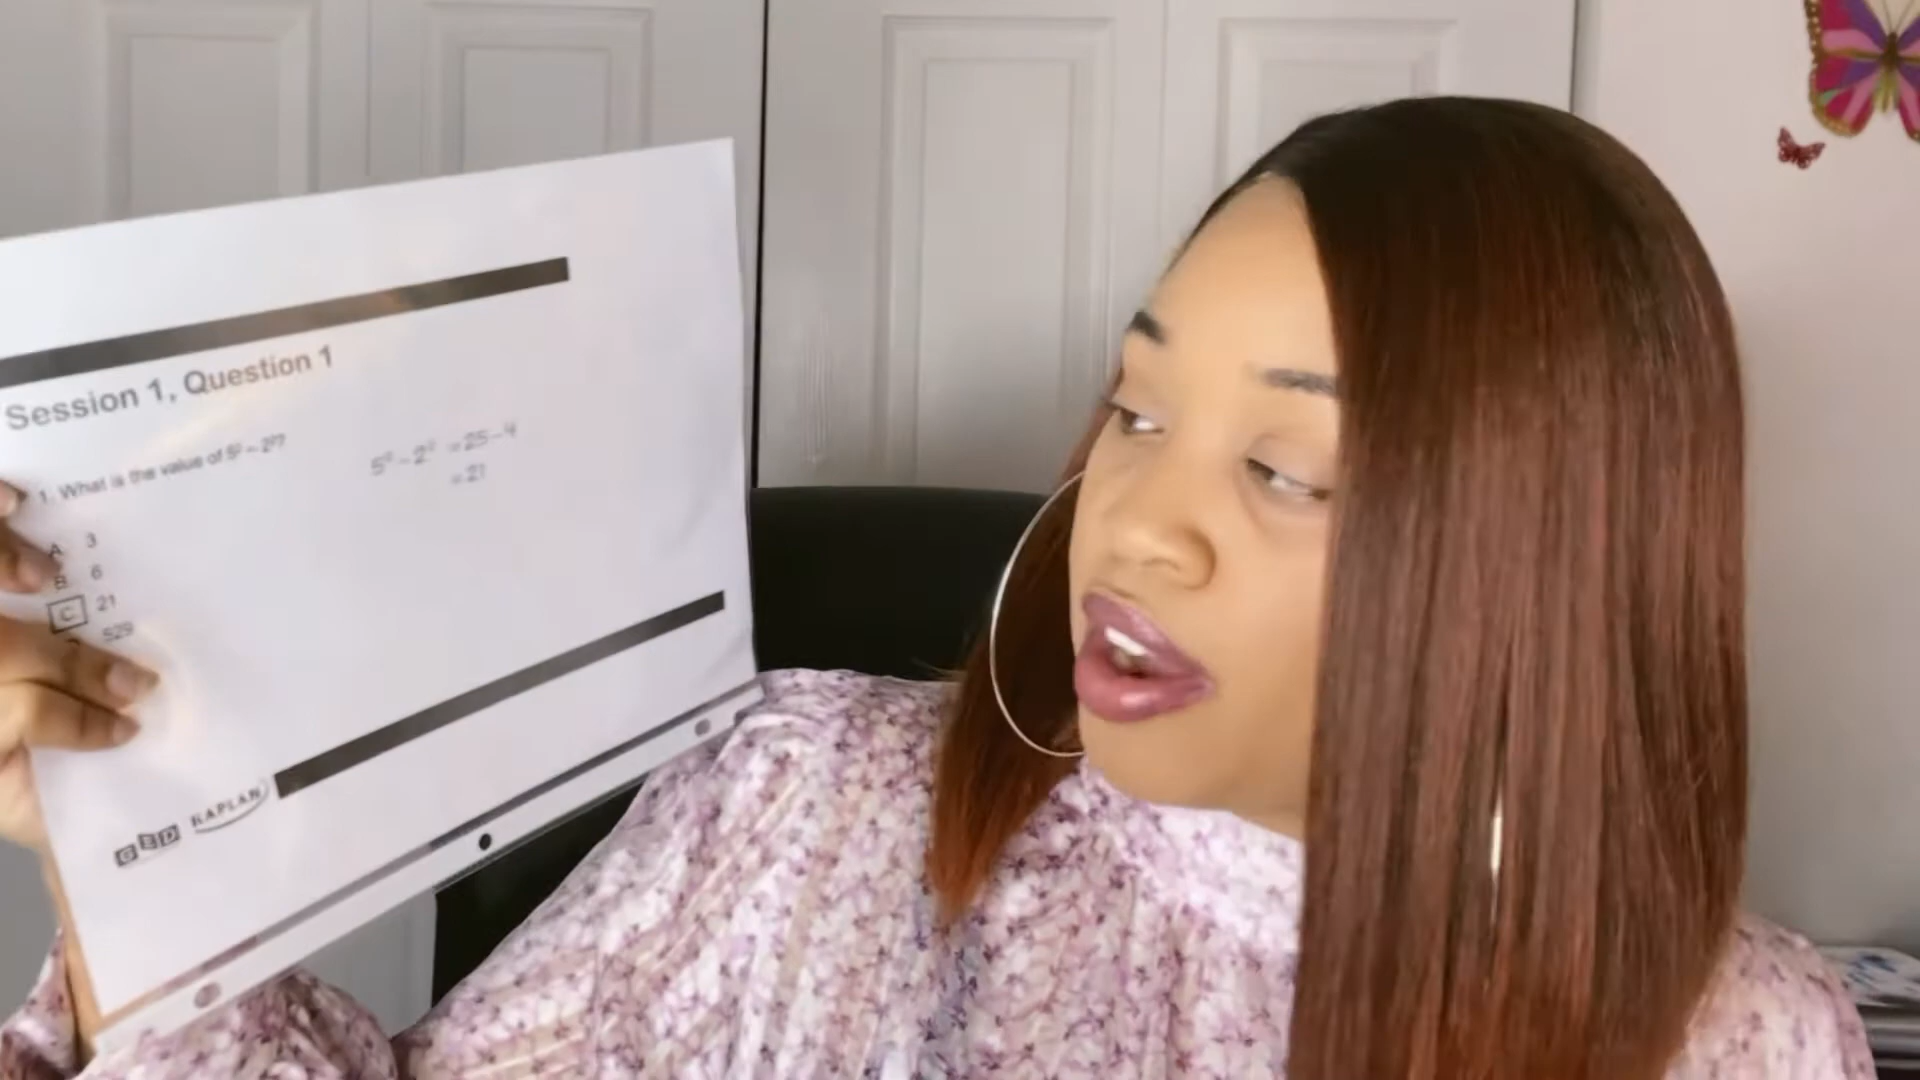 Session 1, Question 1
1. What is the value of 5² – 2²?
5² – 2² = 25 – 4
= 21
A 3
B 6
C 21
529
GED KAPLAN